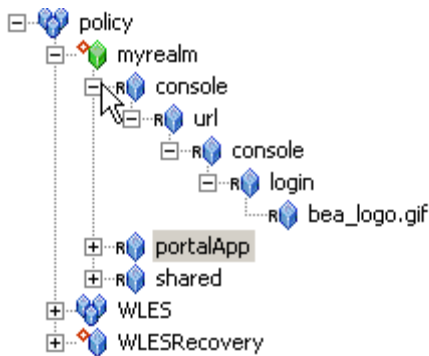 policy
myrealm
R console
R url
R console
R login
R bea_logo.gif
R portalApp
R shared
WLES
WLESRecovery